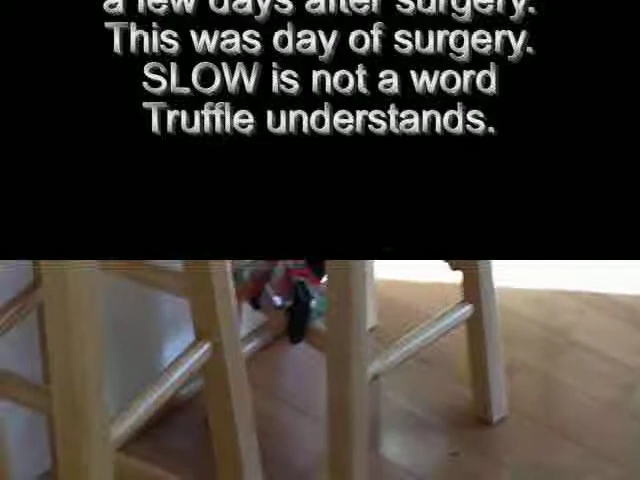 a few days after surgery.
This was day of surgery.
SLOW is not a word
Truffle understands.